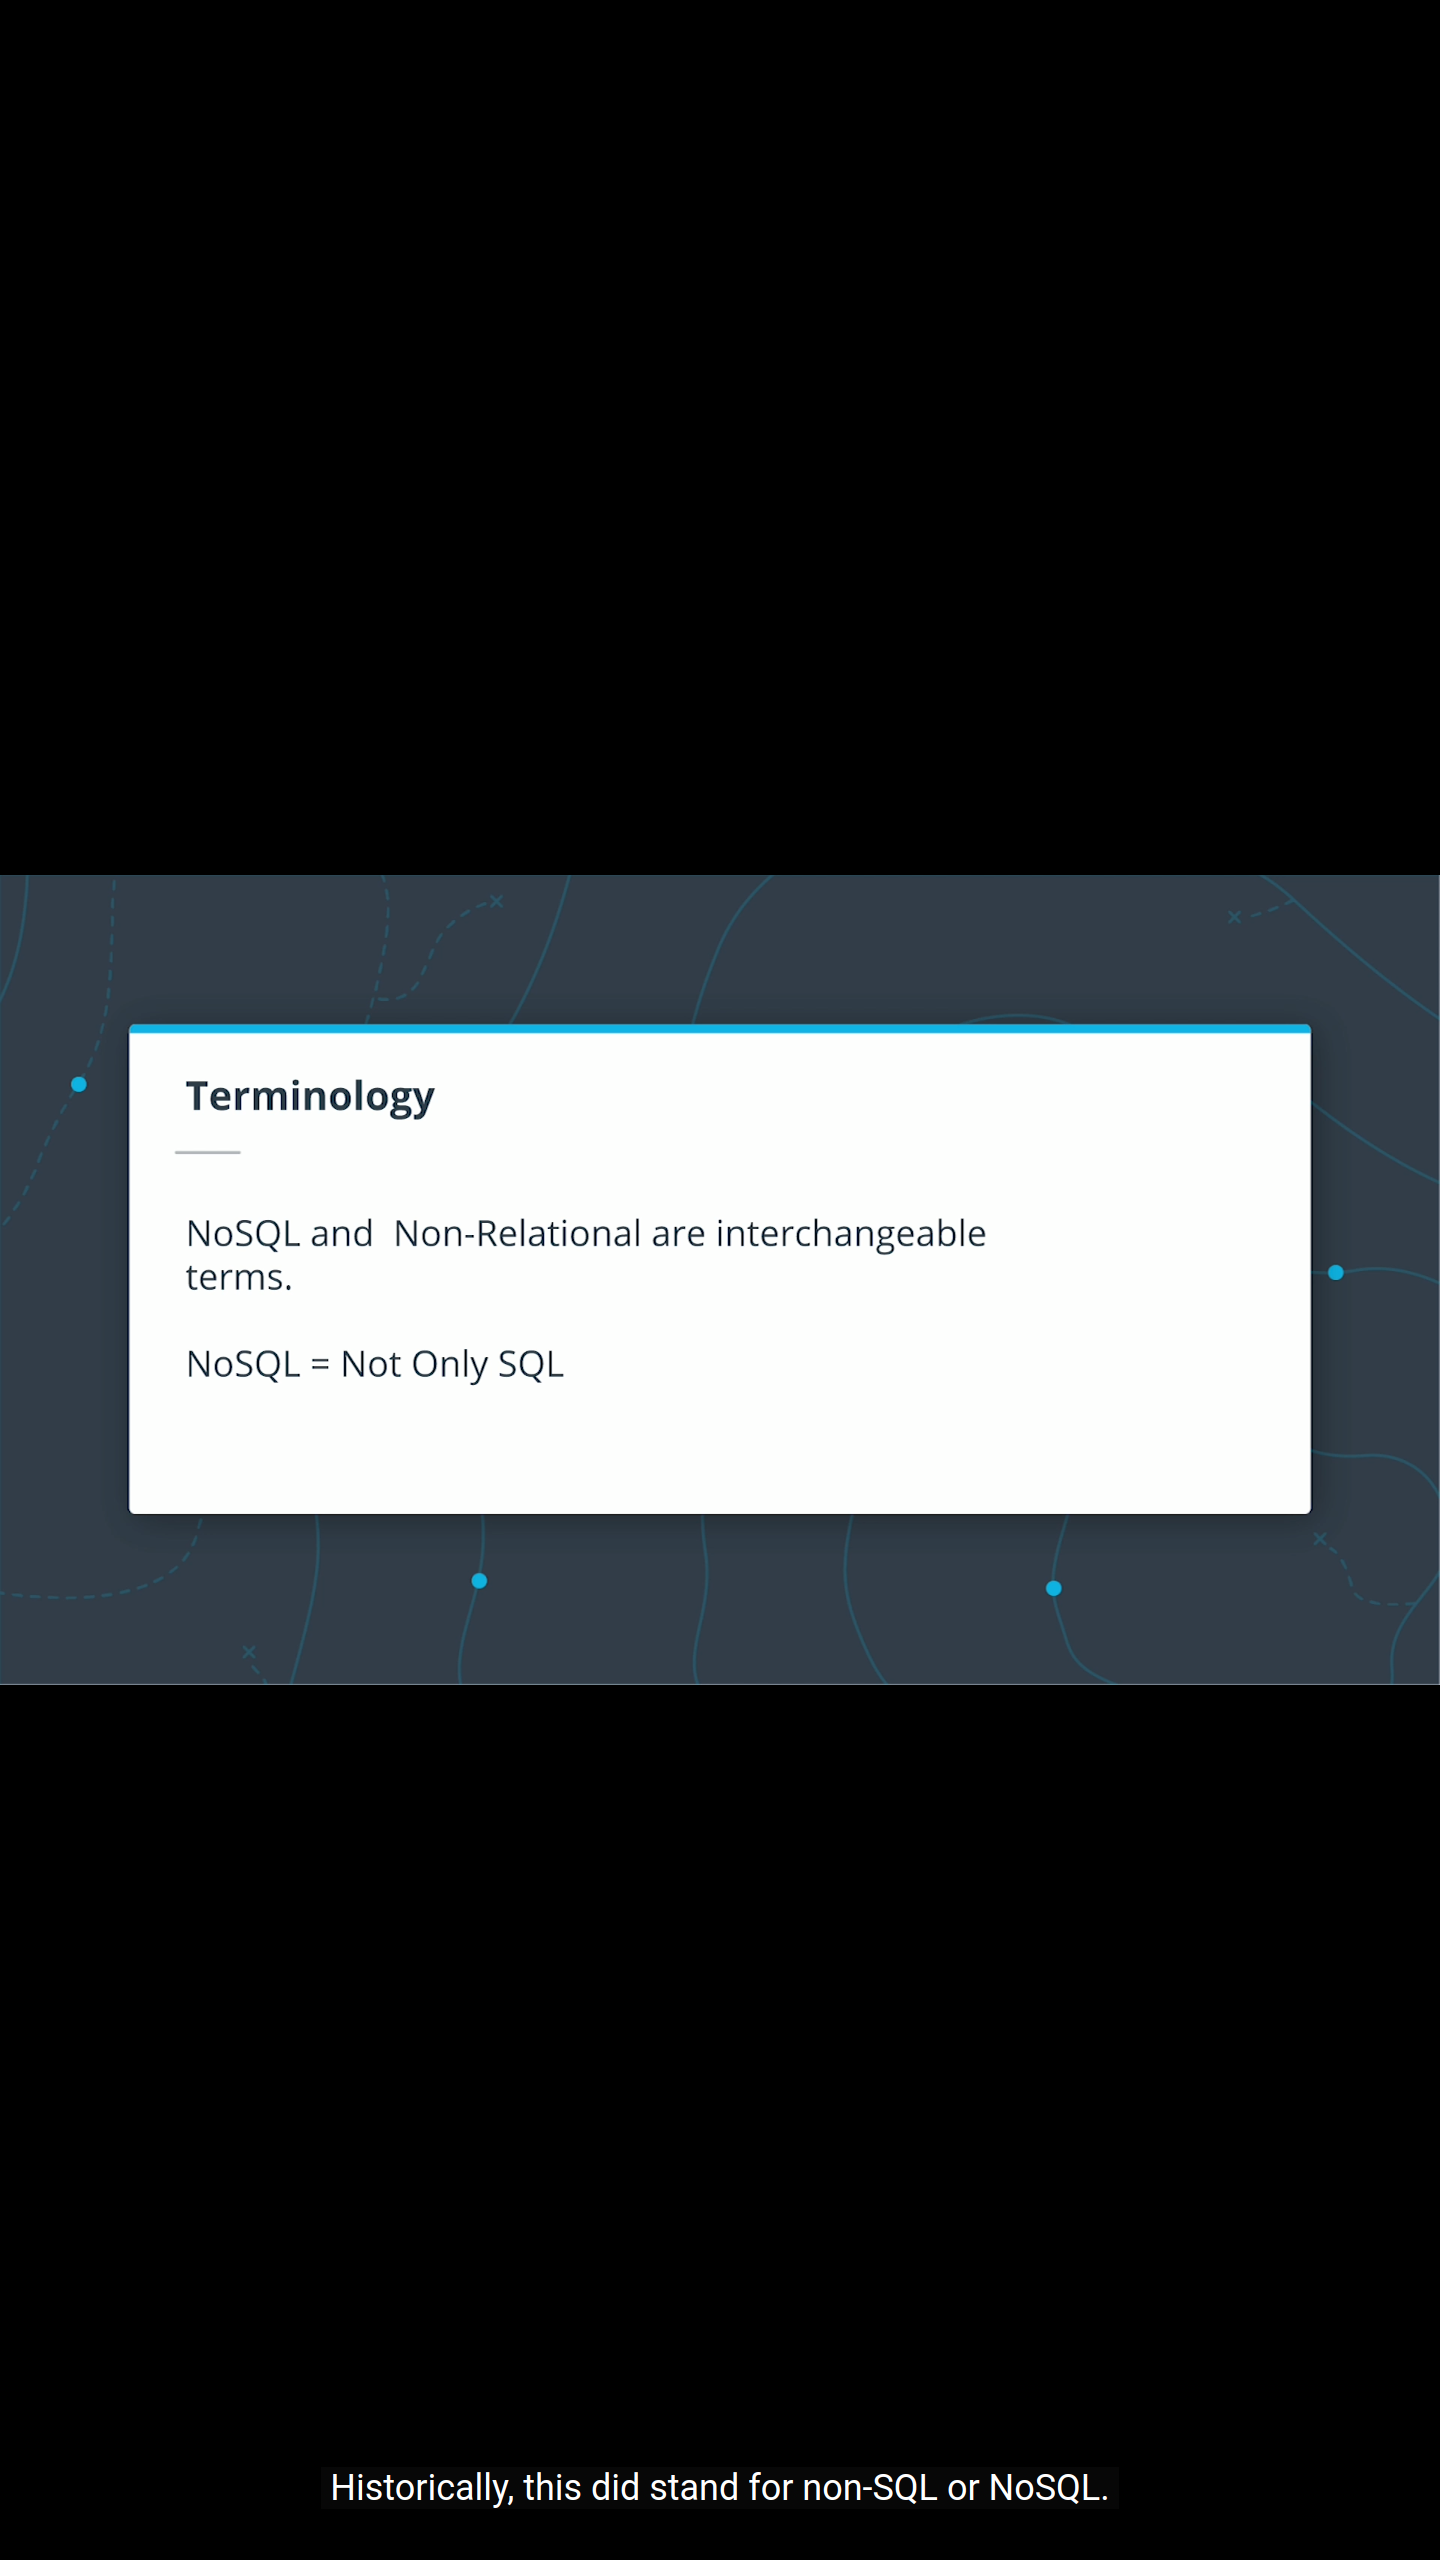 Terminology
NoSQL and  Non-Relational are interchangeable
terms.
NoSQL = Not Only SQL
Historically, this did stand for non-SQL or NoSQL.